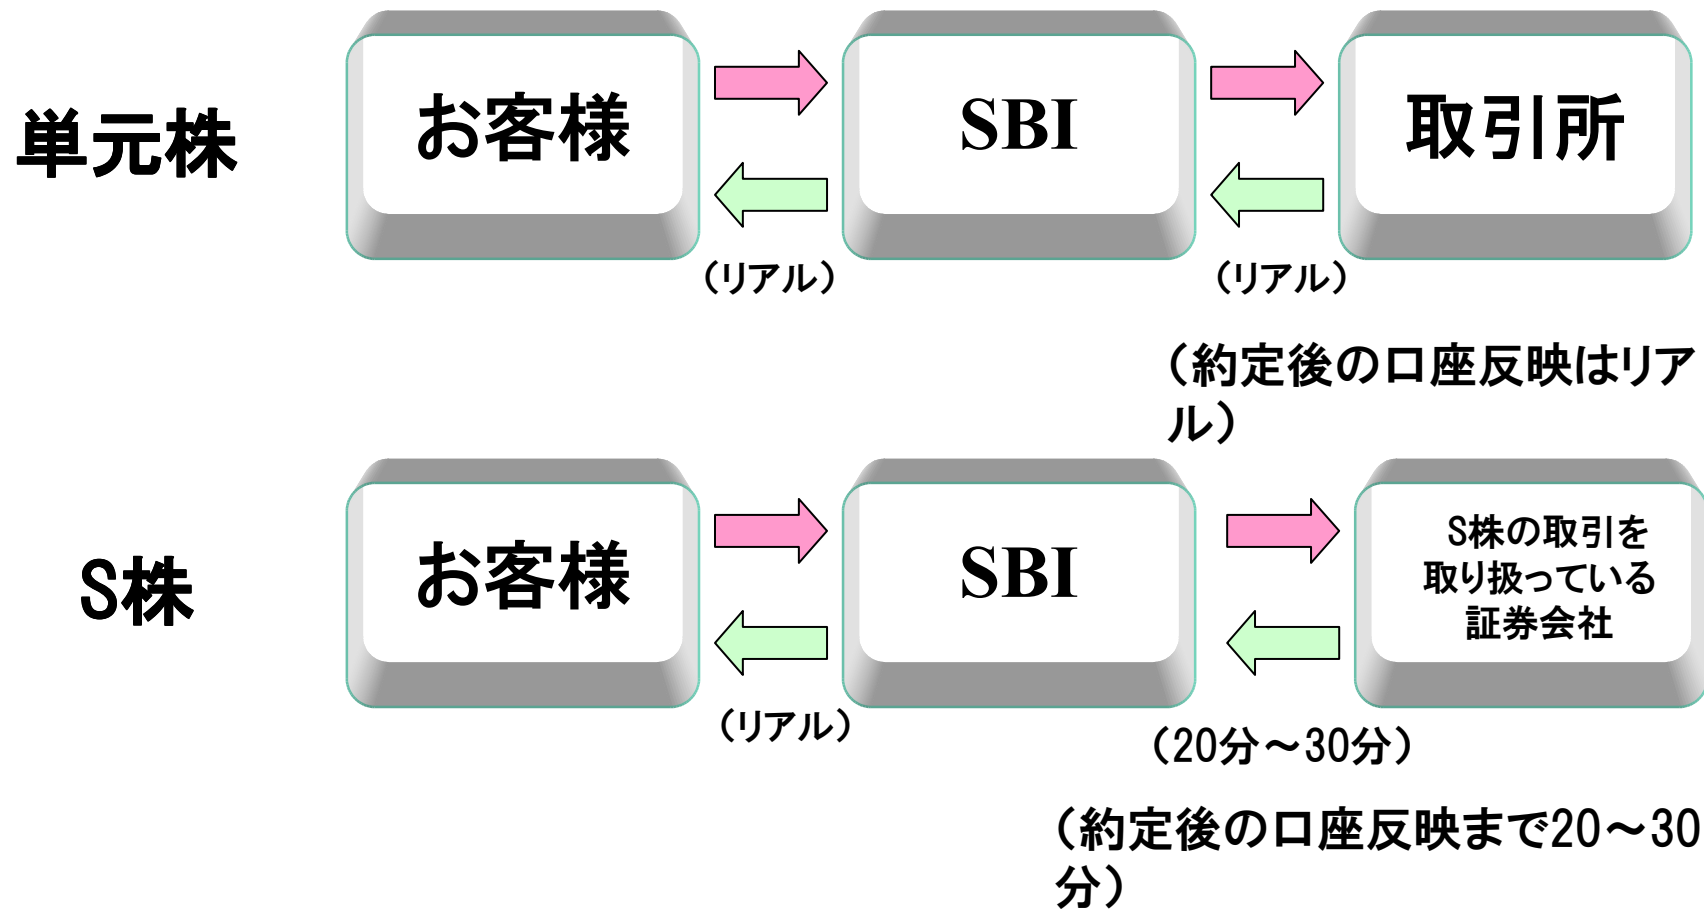 単元株
お客様
SBI
取引所
（リアル）
（リアル）
（約定後の口座反映はリア
ル）
S株
お客様
SBI
S株の取引を
取り扱っている
証券会社
（リアル）
（20分～30分）
（約定後の口座反映まで20～30
分）